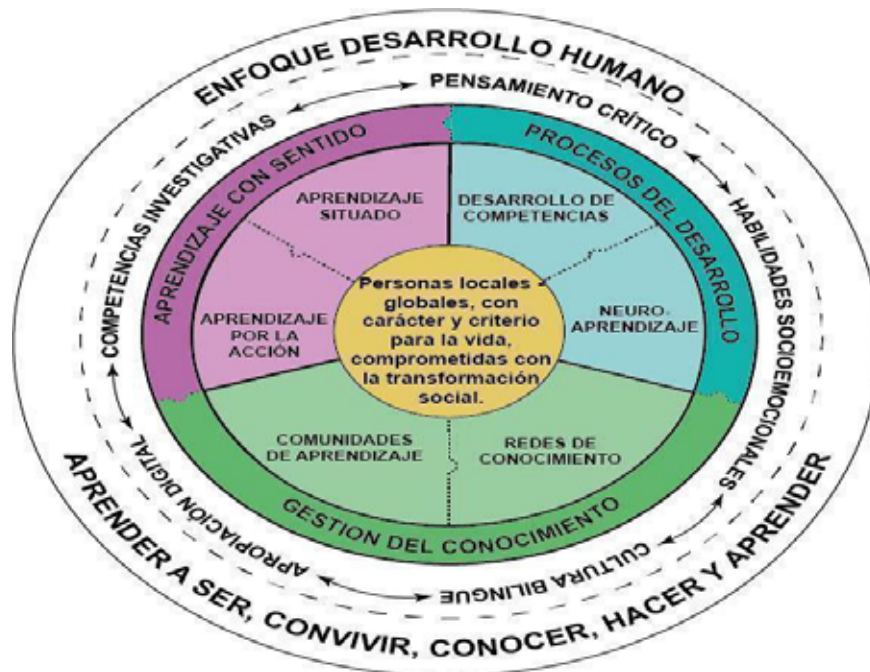 ENFOQUE DESARROLLO HUMANO
PENSAMIENTO CRÍTICO
HABILIDADES SOCIOEMOCIONALES
CULTURA BILINGUE
APROPIACIÓN DIGITAL
COMPETENCIAS INVESTIGATIVAS
APRENDIZAJE CON SENTIDO
PROCESOS DEL DESARROLLO
APRENDIZAJE
SITUADO
DESARROLLO DE
COMPETENCIAS
APRENDIZAJE
POR LA
ACCIÓN
NEURO-
APRENDIZAJE
Personas locales
globales, con
carácter y criterio
para la vida,
comprometidas con
la transformación
social.
COMUNIDADES
DE APRENDIZAJE
REDES DE
CONOCIMIENTO
GESTION DEL CONOCIMIENTO
APRENDER A SER, CONVIVIR, CONOCER, HACER Y APRENDER